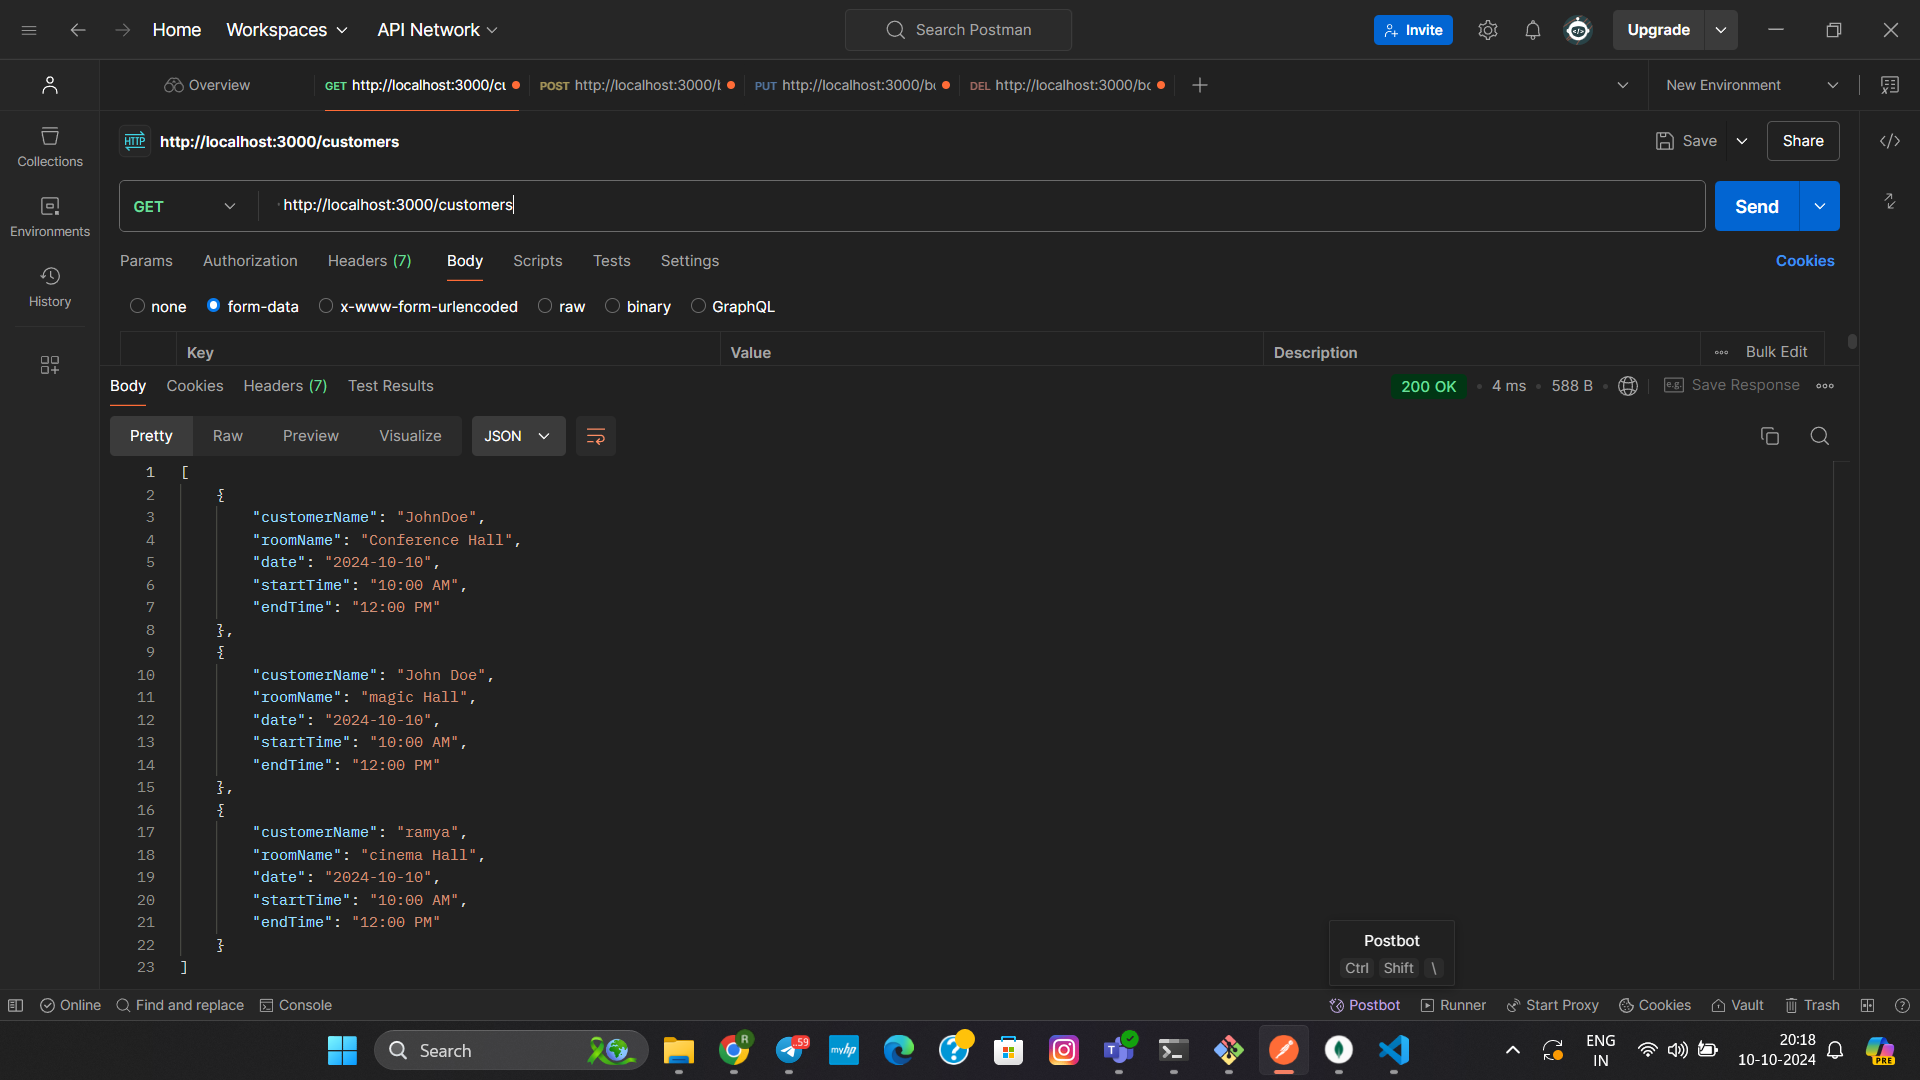 Home Workspaces API Network Search Postman Invite Upgrade
Overview GET http://localhost:3000/cu POST http://localhost:3000/b PUT http://localhost:3000/bo DEL http://localhost:3000/bo New Environment
HTTP http://localhost:3000/customers Save Share
Collections
GET http://localhost:3000/customers Send
Environments
Params Authorization Headers (7) Body Scripts Tests Settings Cookies
History
none form-data x-www-form-urlencoded raw binary GraphQL
Key Value Description Bulk Edit
Body Cookies Headers (7) Test Results 200 OK 4 ms 588 B e.g. Save Response
Pretty Raw Preview Visualize JSON
1 [
2 {
3 "customerName": "JohnDoe",
4 "roomName": "Conference Hall",
5 "date": "2024-10-10",
6 "startTime": "10:00 AM",
7 "endTime": "12:00 PM"
8 },
9 {
10 "customerName": "John Doe",
11 "roomName": "magic Hall",
12 "date": "2024-10-10",
13 "startTime": "10:00 AM",
14 "endTime": "12:00 PM"
15 },
16 {
17 "customerName": "ramya",
18 "roomName": "cinema Hall",
19 "date": "2024-10-10",
20 "startTime": "10:00 AM",
21 "endTime": "12:00 PM"
22 }
23 ]
Postbot
Ctrl Shift \
Online Find and replace Console Postbot Runner Start Proxy Cookies Vault Trash
Search R .59 myhp T ENG 20:18
IN 10-10-2024 PRE